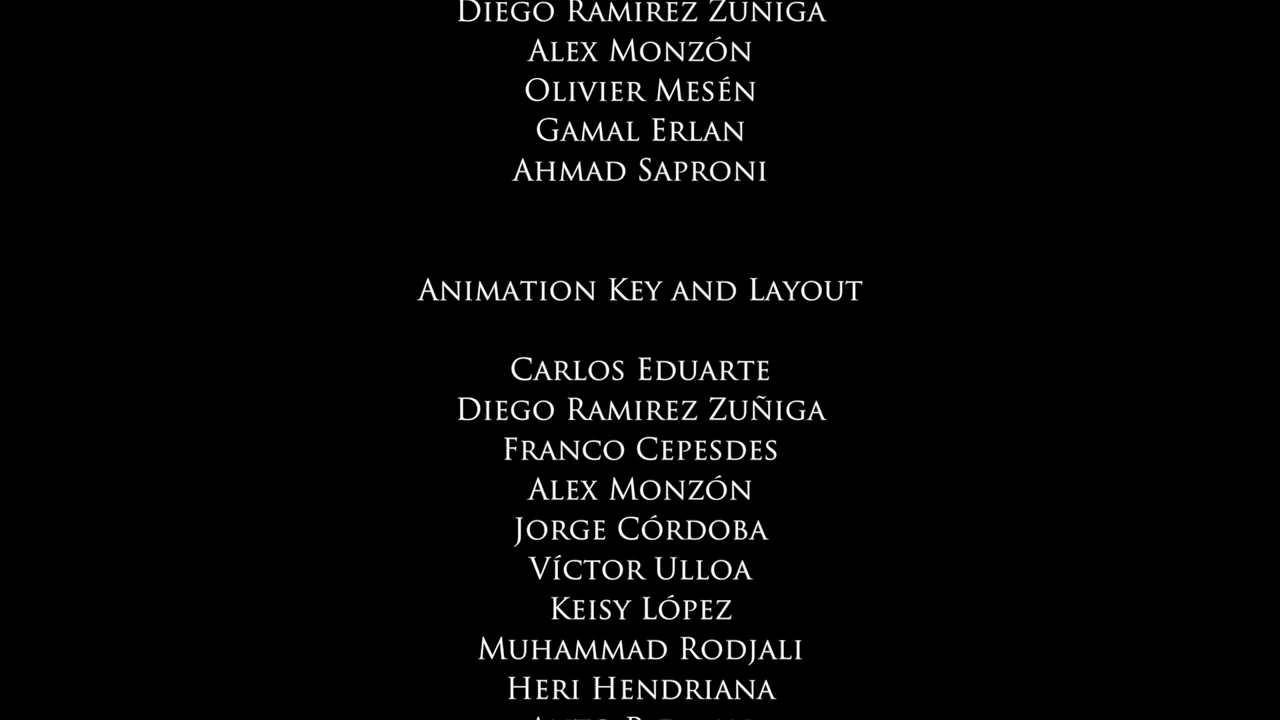 Diego Ramirez Zuñiga
Alex Monzón
Olivier Mesén
Gamal Erlan
Ahmad Saproni
Animation Key and Layout
Carlos Eduarte
Diego Ramirez Zuñiga
Franco Cepesdes
Alex Monzón
Jorge Córdoba
Víctor Ulloa
Keisy López
Muhammad Rodjali
Heri Hendriana